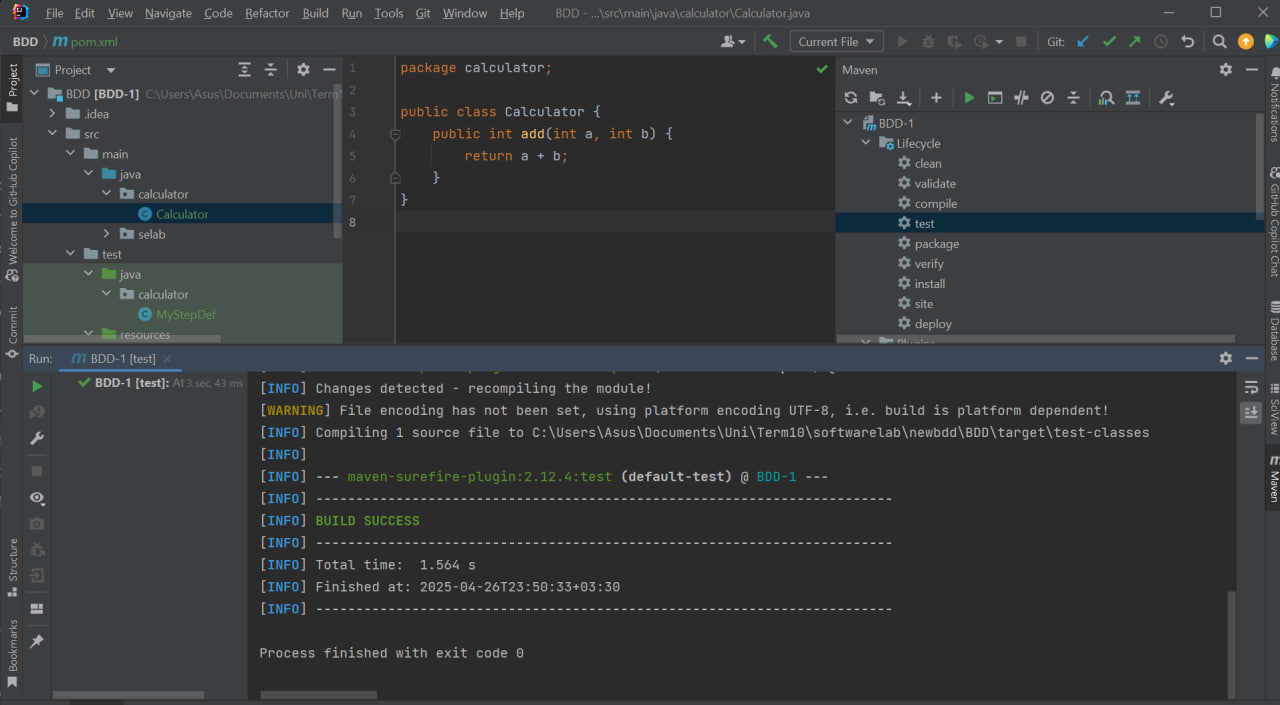 File Edit View Navigate Code Refactor Build Run Tools Git Window Help BDD - ...\src\main\java\calculator\Calculator.java
BDD pom.xml Current File Git:
Project
Project
BDD [BDD-1] C:\Users\Asus\Documents\Uni\Term1
.idea
src
main
java
calculator
Calculator
selab
test
java
calculator
MyStepDef
resources
Welcome to GitHub Copilot
Commit
Structure
Bookmarks
1 package calculator;
2
3 public class Calculator {
4 public int add(int a, int b) {
5 return a + b;
6 }
7 }
8
Maven
BDD-1
Lifecycle
clean
validate
compile
test
package
verify
install
site
deploy
Plugins
Notifications
GitHub Copilot Chat
Database
SciView
Maven
Run: BDD-1 [test]
BDD-1 [test]: At 3 sec, 43 ms
[INFO] Changes detected - recompiling the module!
[WARNING] File encoding has not been set, using platform encoding UTF-8, i.e. build is platform dependent!
[INFO] Compiling 1 source file to C:\Users\Asus\Documents\Uni\Term10\softwarelab\newbdd\BDD\target\test-classes
[INFO]
[INFO] --- maven-surefire-plugin:2.12.4:test (default-test) @ BDD-1 ---
[INFO] ------------------------------------------------------------------------
[INFO] BUILD SUCCESS
[INFO] ------------------------------------------------------------------------
[INFO] Total time:  1.564 s
[INFO] Finished at: 2025-04-26T23:50:33+03:30
[INFO] ------------------------------------------------------------------------
Process finished with exit code 0